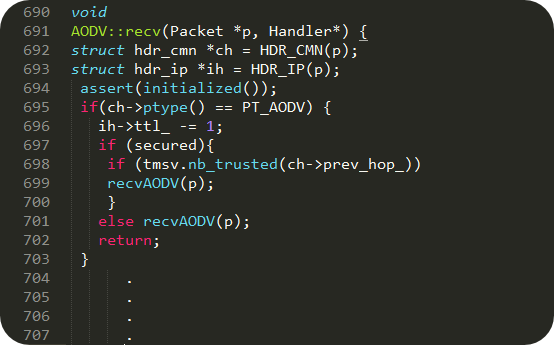 690 void
691 AODV::recv(Packet *p, Handler*) {
692 struct hdr_cmn *ch = HDR_CMN(p);
693 struct hdr_ip *ih = HDR_IP(p);
694 assert(initialized());
695 if(ch->ptype() == PT_AODV) {
696 ih->ttl_ -= 1;
697 if (secured){
698 if (tmsv.nb_trusted(ch->prev_hop_))
699 recvAODV(p);
700 }
701 else recvAODV(p);
702 return;
703 }
704 .
705 .
706 .
707 .